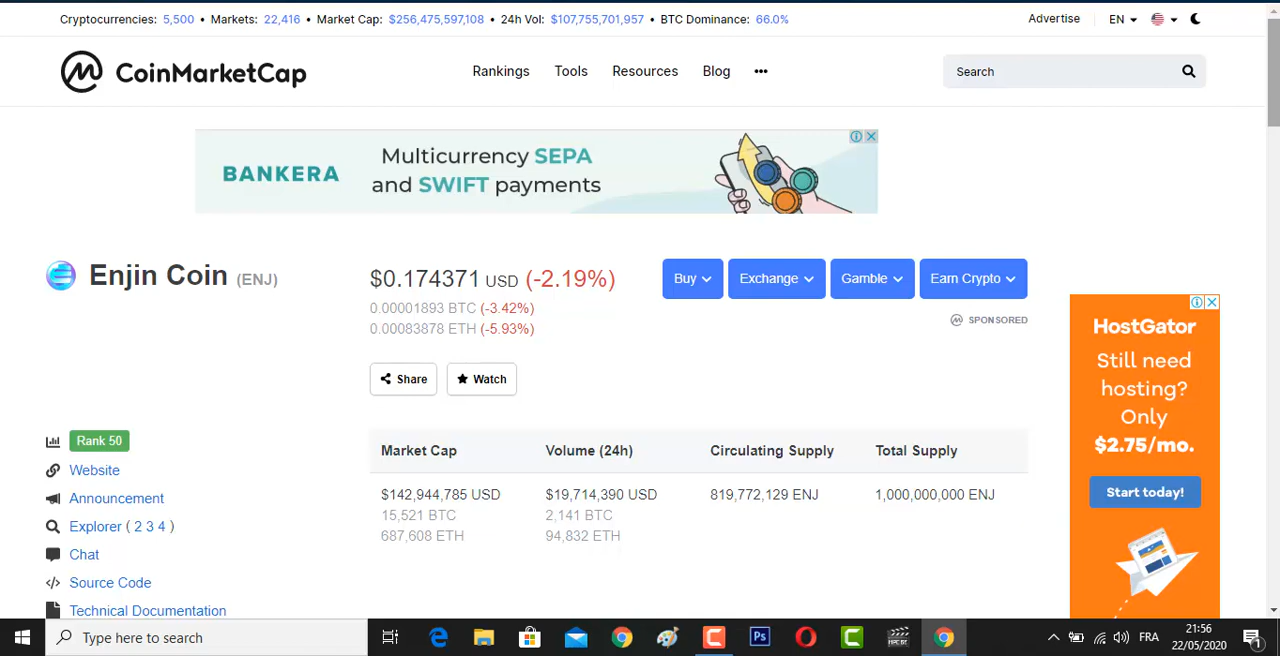 Cryptocurrencies: 5,500 • Markets: 22,416 • Market Cap: $256,475,597,108 • 24h Vol: $107,755,701,957 • BTC Dominance: 66.0%
Advertise EN
CoinMarketCap
Rankings Tools Resources Blog •••
Search
BANKERA
Multicurrency SEPA
and SWIFT payments
Enjin Coin (ENJ)
$0.174371 USD (-2.19%)
0.00001893 BTC (-3.42%)
0.00083878 ETH (-5.93%)
Buy Exchange Gamble Earn Crypto
SPONSORED
Share Watch
HostGator
Still need
hosting?
Only
$2.75/mo.
Start today!
Rank 50
Website
Announcement
Explorer ( 2 3 4 )
Chat
Source Code
Technical Documentation
Market Cap Volume (24h) Circulating Supply Total Supply
$142,944,785 USD $19,714,390 USD 819,772,129 ENJ 1,000,000,000 ENJ
15,521 BTC 2,141 BTC
687,608 ETH 94,832 ETH
Type here to search
Ps
FRA
21:56
22/05/2020
1